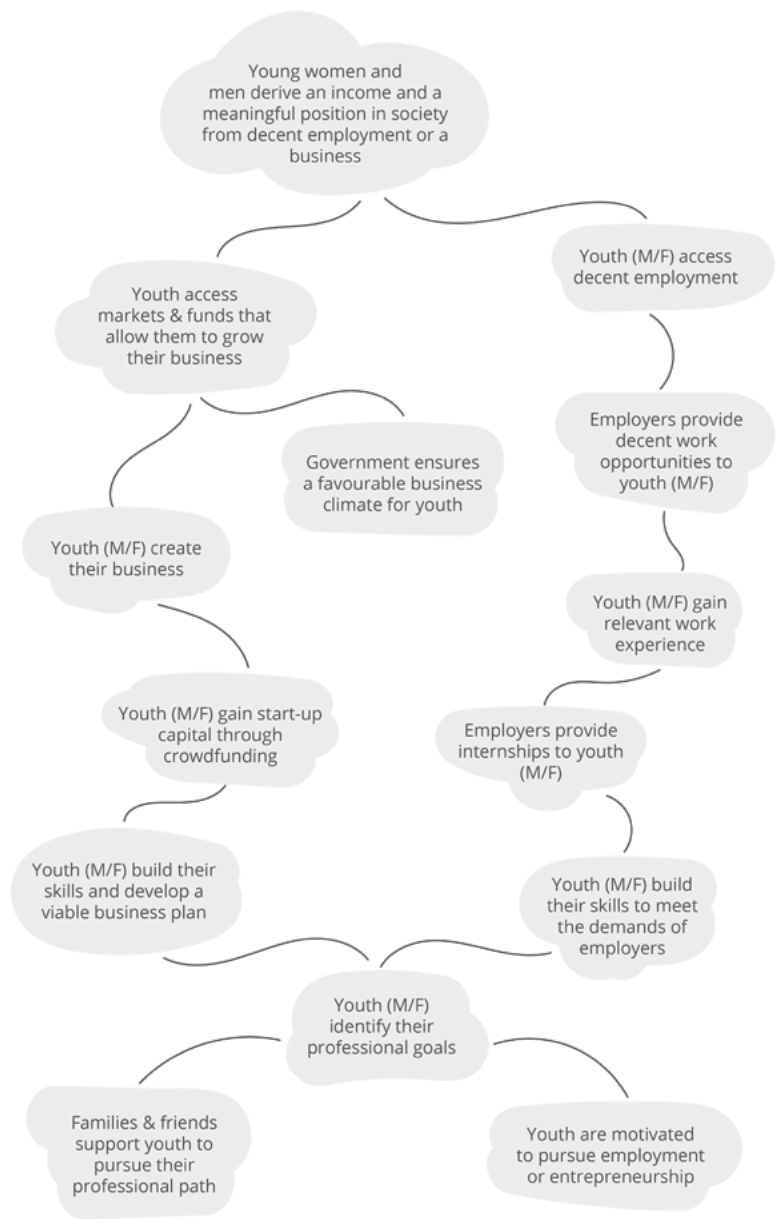 Young women and
men derive an income and a
meaningful position in society
from decent employment or a
business
Youth (M/F) access
decent employment
Youth access
markets & funds that
allow them to grow
their business
Employers provide
decent work
opportunities to
youth (M/F)
Government ensures
a favourable business
climate for youth
Youth (M/F) create
their business
Youth (M/F) gain
relevant work
experience
Youth (M/F) gain start-up
capital through
crowdfunding
Employers provide
internships to youth
(M/F)
Youth (M/F) build their
skills and develop a
viable business plan
Youth (M/F) build
their skills to meet
the demands of
employers
Youth (M/F)
identify their
professional goals
Families & friends
support youth to
pursue their
professional path
Youth are motivated
to pursue employment
or entrepreneurship